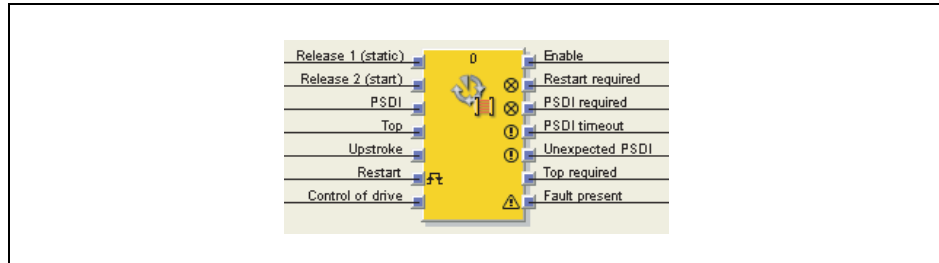 Release 1 (static) 0 Enable
Release 2 (start) Restart required
PSDI PSDI required
Top PSDI timeout
Upstroke Unexpected PSDI
Restart Top required
Control of drive Fault present